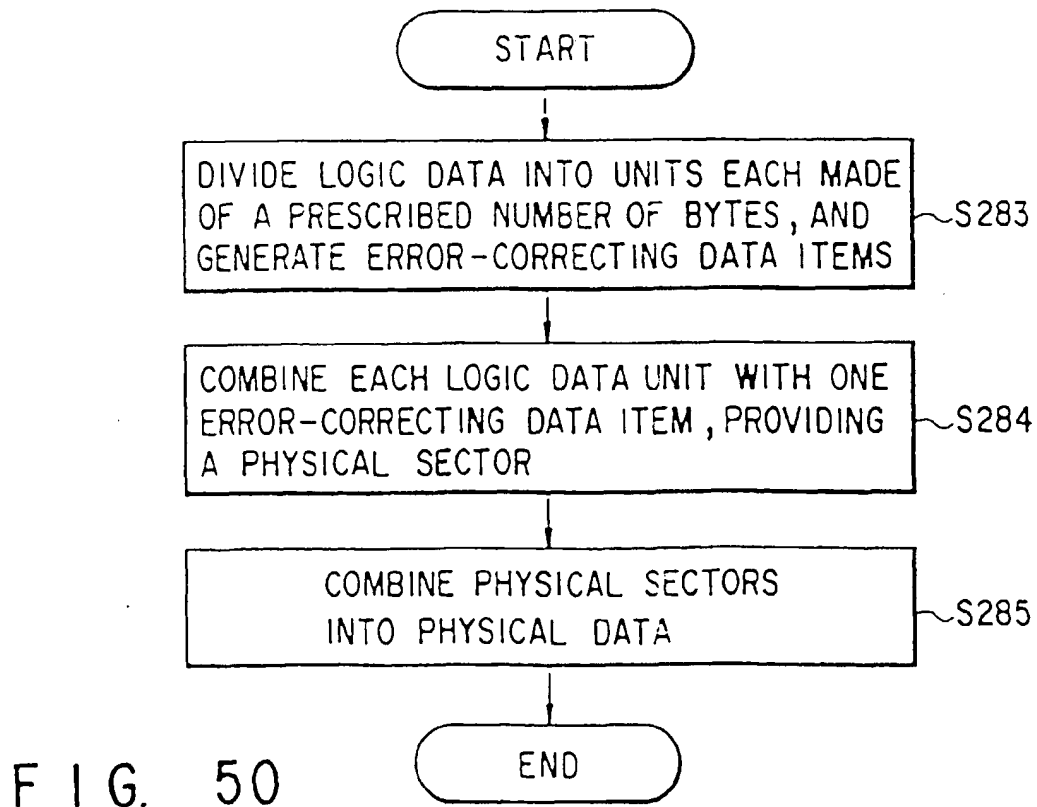 START
DIVIDE LOGIC DATA INTO UNITS EACH MADE
OF A PRESCRIBED NUMBER OF BYTES, AND
GENERATE ERROR-CORRECTING DATA ITEMS
S283
COMBINE EACH LOGIC DATA UNIT WITH ONE
ERROR-CORRECTING DATA ITEM, PROVIDING
A PHYSICAL SECTOR
S284
COMBINE PHYSICAL SECTORS
INTO PHYSICAL DATA
S285
END
FIG. 50